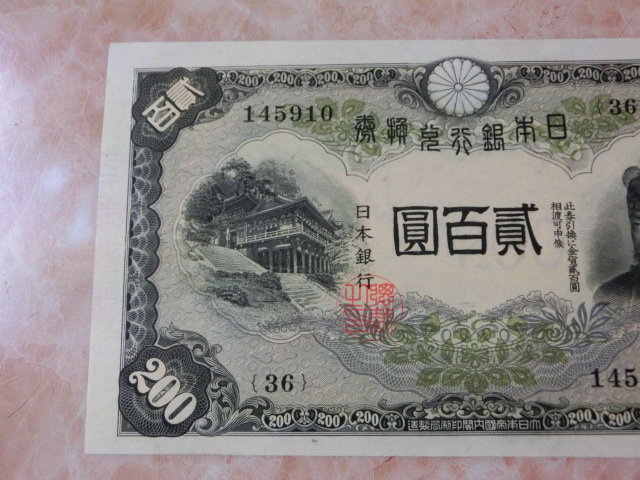 貳百
145910
{36
日本銀行兌換券
貳百圓
此券引換に金貨貳百圓
相渡可申候
日本銀行
{36}
145
200
大日本帝國内閣印刷局製造